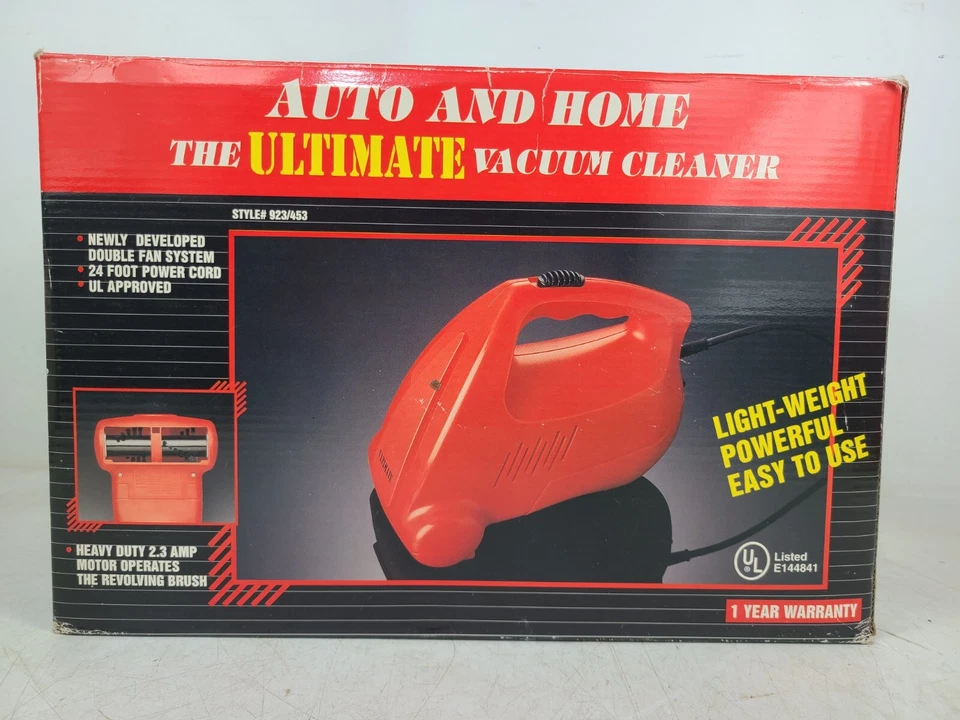 AUTO AND HOME
THE ULTIMATE VACUUM CLEANER
STYLE# 923/453
• NEWLY DEVELOPED
DOUBLE FAN SYSTEM
• 24 FOOT POWER CORD
• UL APPROVED
LIGHT-WEIGHT
POWERFUL
EASY TO USE
• HEAVY DUTY 2.3 AMP
MOTOR OPERATES
THE REVOLVING BRUSH
UL
®
Listed
E144841
1 YEAR WARRANTY